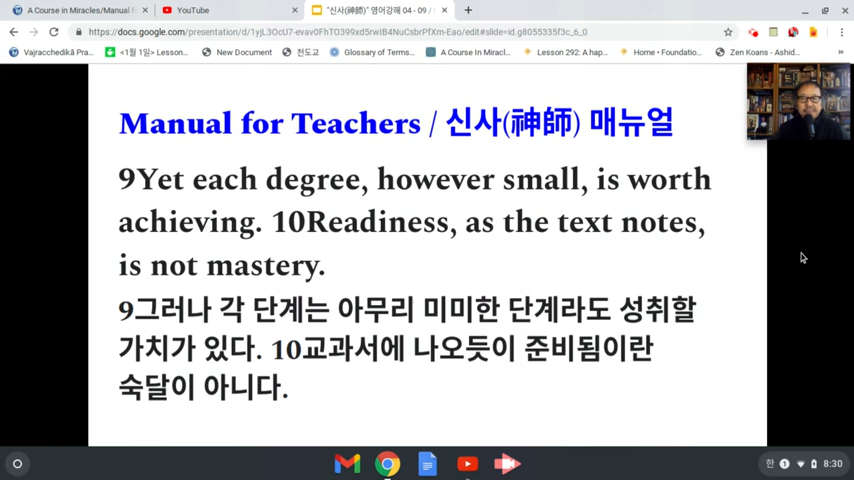 A Course in Miracles/Manual f
YouTube
"신사(神師)" 영어강해 04 - 09 /
https://docs.google.com/presentation/d/1yjL3OcU7-evav0FhTO399xd5rwIB4NuCsbrPfXm-Eao/edit#slide=id.g8055335f3c_6_0
Vajracchedikā Pra...
<1월 1일> Lesson...
New Document
천도교
Glossary of Terms...
A Course In Miracl...
Lesson 292: A hap...
Home • Foundatio...
Zen Koans - Ashid...
Manual for Teachers / 신사(神師) 매뉴얼
9Yet each degree, however small, is worth
achieving. 10Readiness, as the text notes,
is not mastery.
9그러나 각 단계는 아무리 미미한 단계라도 성취할
가치가 있다. 10교과서에 나오듯이 준비됨이란
숙달이 아니다.
한 1 8:30